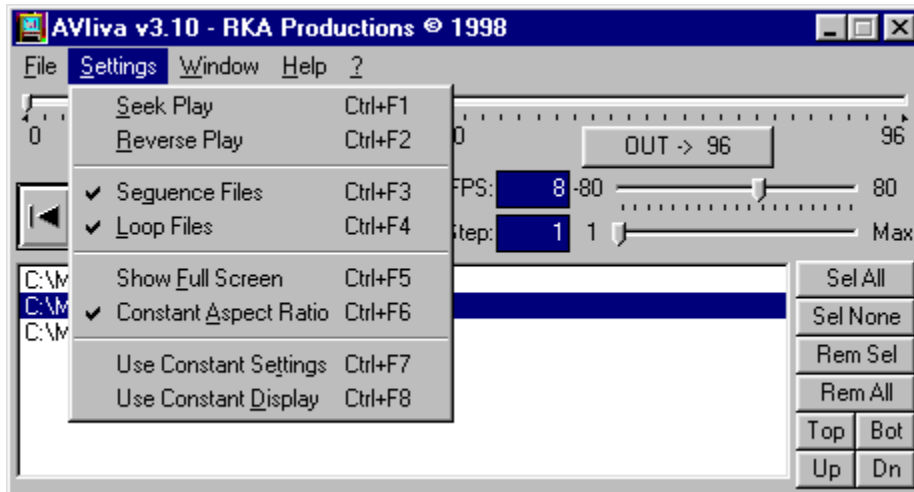 AVIiva v3.10 - RKA Productions © 1998
File Settings Window Help ?
Seek Play Ctrl+F1
Reverse Play Ctrl+F2
Seguence Files Ctrl+F3
Loop Files Ctrl+F4
Show Full Screen Ctrl+F5
Constant Aspect Ratio Ctrl+F6
Use Constant Settings Ctrl+F7
Use Constant Display Ctrl+F8
0 0 96
OUT -> 96
FPS: 8 -80 80
Step: 1 1 Max
C:\M
C:\M
C:\M
Sel All
Sel None
Rem Sel
Rem All
Top Bot
Up Dn